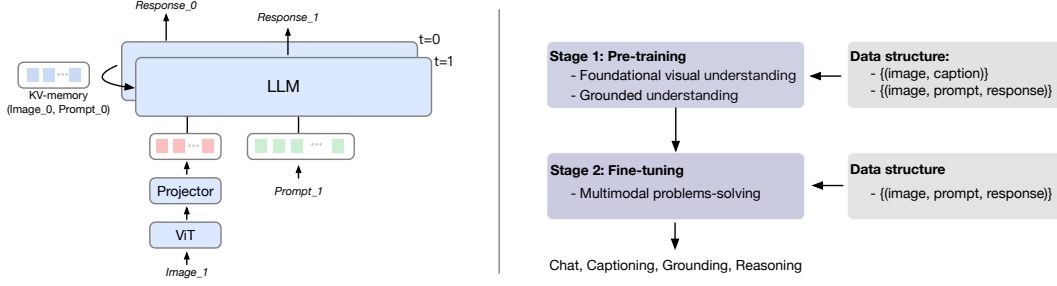 Response_0
Response_1
t=0
t=1
LLM
KV-memory
(Image_0, Prompt_0)
Projector
Prompt_1
ViT
Image_1
Stage 1: Pre-training
- Foundational visual understanding
- Grounded understanding
Data structure:
- {(image, caption)}
- {(image, prompt, response)}
Stage 2: Fine-tuning
- Multimodal problems-solving
Data structure
- {(image, prompt, response)}
Chat, Captioning, Grounding, Reasoning